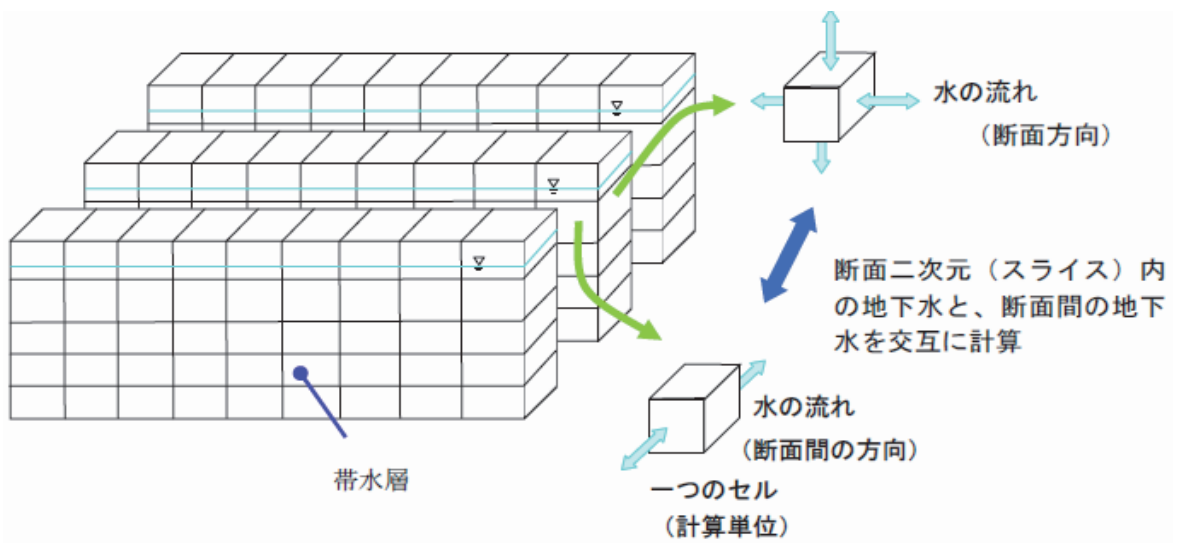 水の流れ
（断面方向）
断面二次元（スライス）内
の地下水と、断面間の地下
水を交互に計算
水の流れ
（断面間の方向）
一つのセル
（計算単位）
帯水層